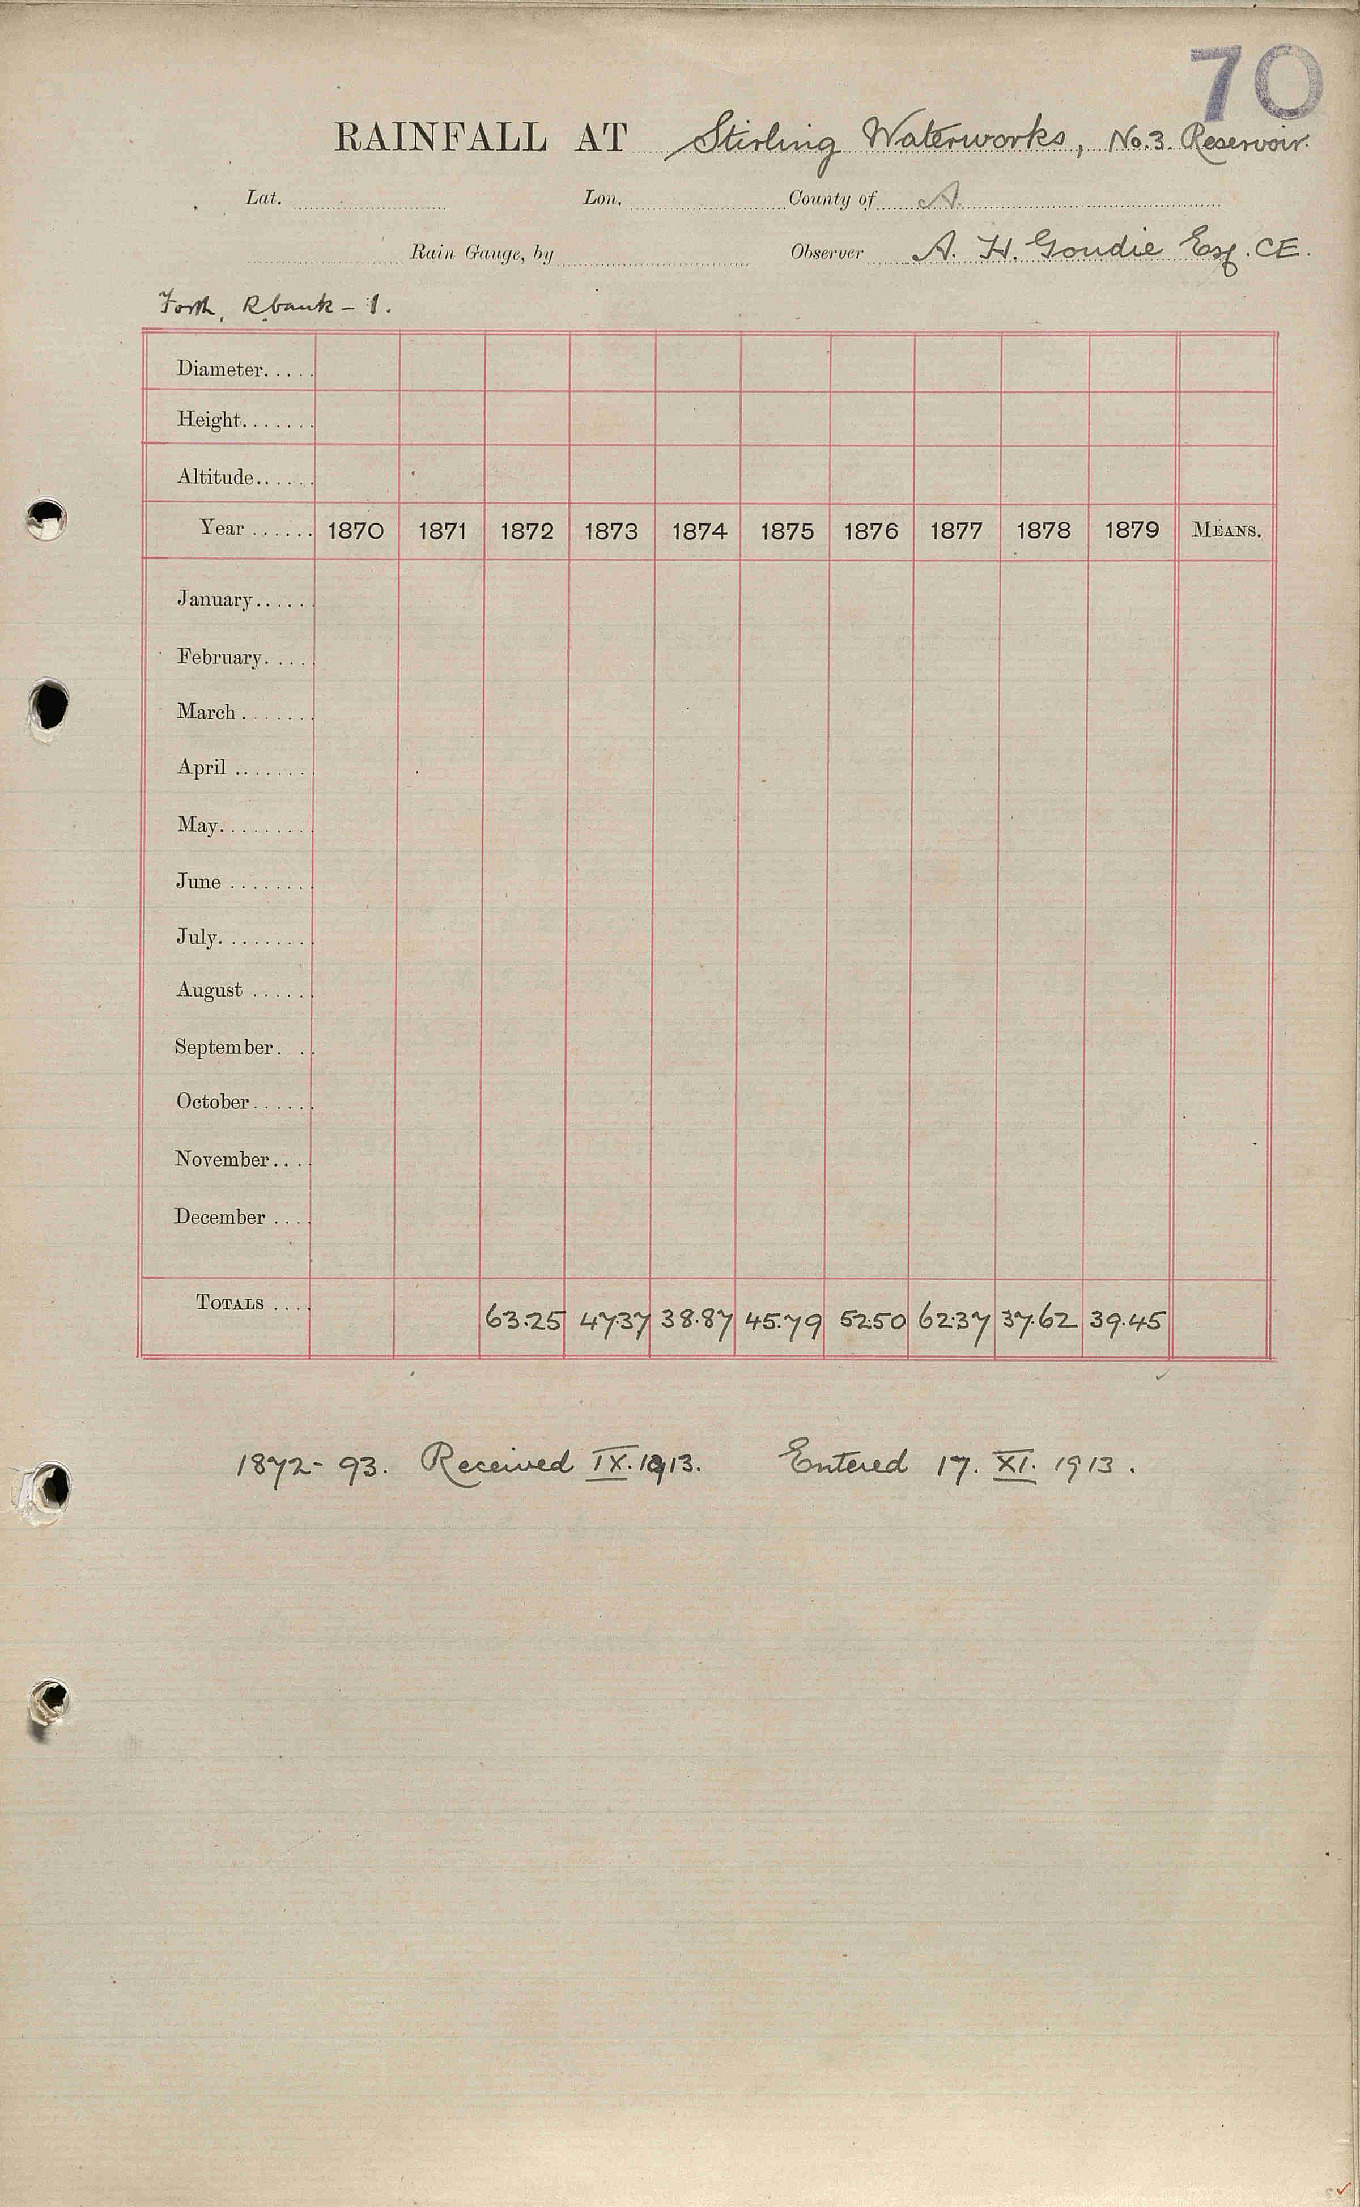 70
RAINFALL AT Stirling Waterworks, No. 3. Reservoir.
Lat. Lon. County of A.
Rain Gauge, by Observer A. H. Goudie Esq. CE.
Forth, R bank - 1.
Diameter.....
Height.......
Altitude......
Year ...... 1870 1871 1872 1873 1874 1875 1876 1877 1878 1879 MEANS.
January.....
February.....
March .......
April .......
May.........
June ........
July.........
August ......
September. ..
October......
November....
December ....
TOTALS .... 63.25 47.37 38.87 45.79 52.50 62.37 37.62 39.45
1872-93. Received IX. 1913. Entered 17. XI. 1913.